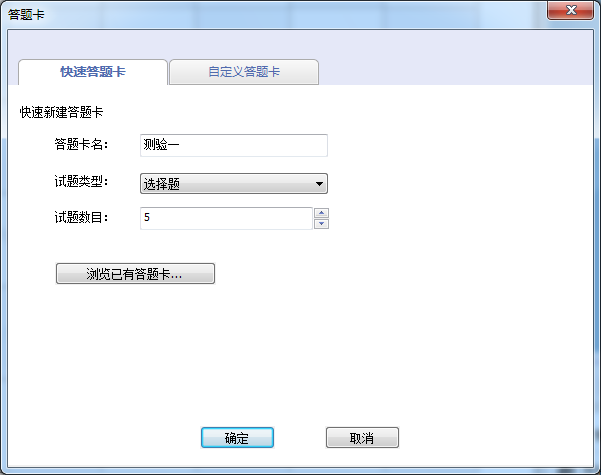 答题卡
快速答题卡
自定义答题卡
快速新建答题卡
答题卡名：
测验一
试题类型：
选择题
试题数目：
5
浏览已有答题卡...
确定
取消